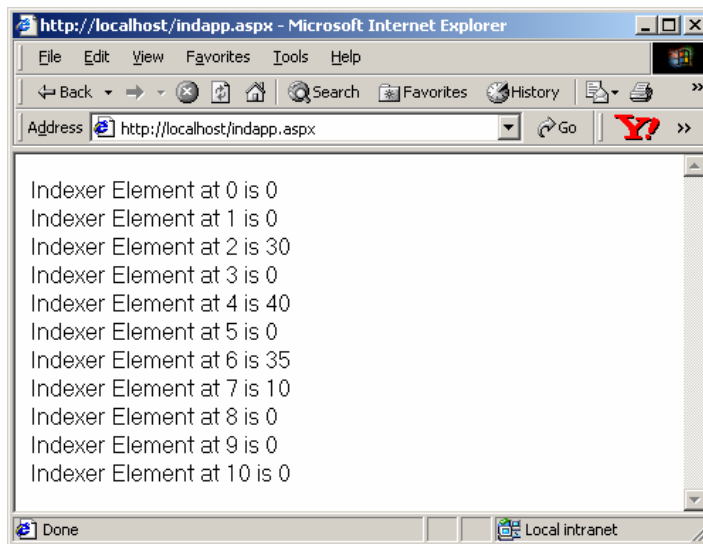 http://localhost/indapp.aspx - Microsoft Internet Explorer
File Edit View Favorites Tools Help
Back Search Favorites History »
Address http://localhost/indapp.aspx Go Y! »
Indexer Element at 0 is 0
Indexer Element at 1 is 0
Indexer Element at 2 is 30
Indexer Element at 3 is 0
Indexer Element at 4 is 40
Indexer Element at 5 is 0
Indexer Element at 6 is 35
Indexer Element at 7 is 10
Indexer Element at 8 is 0
Indexer Element at 9 is 0
Indexer Element at 10 is 0
Done Local intranet